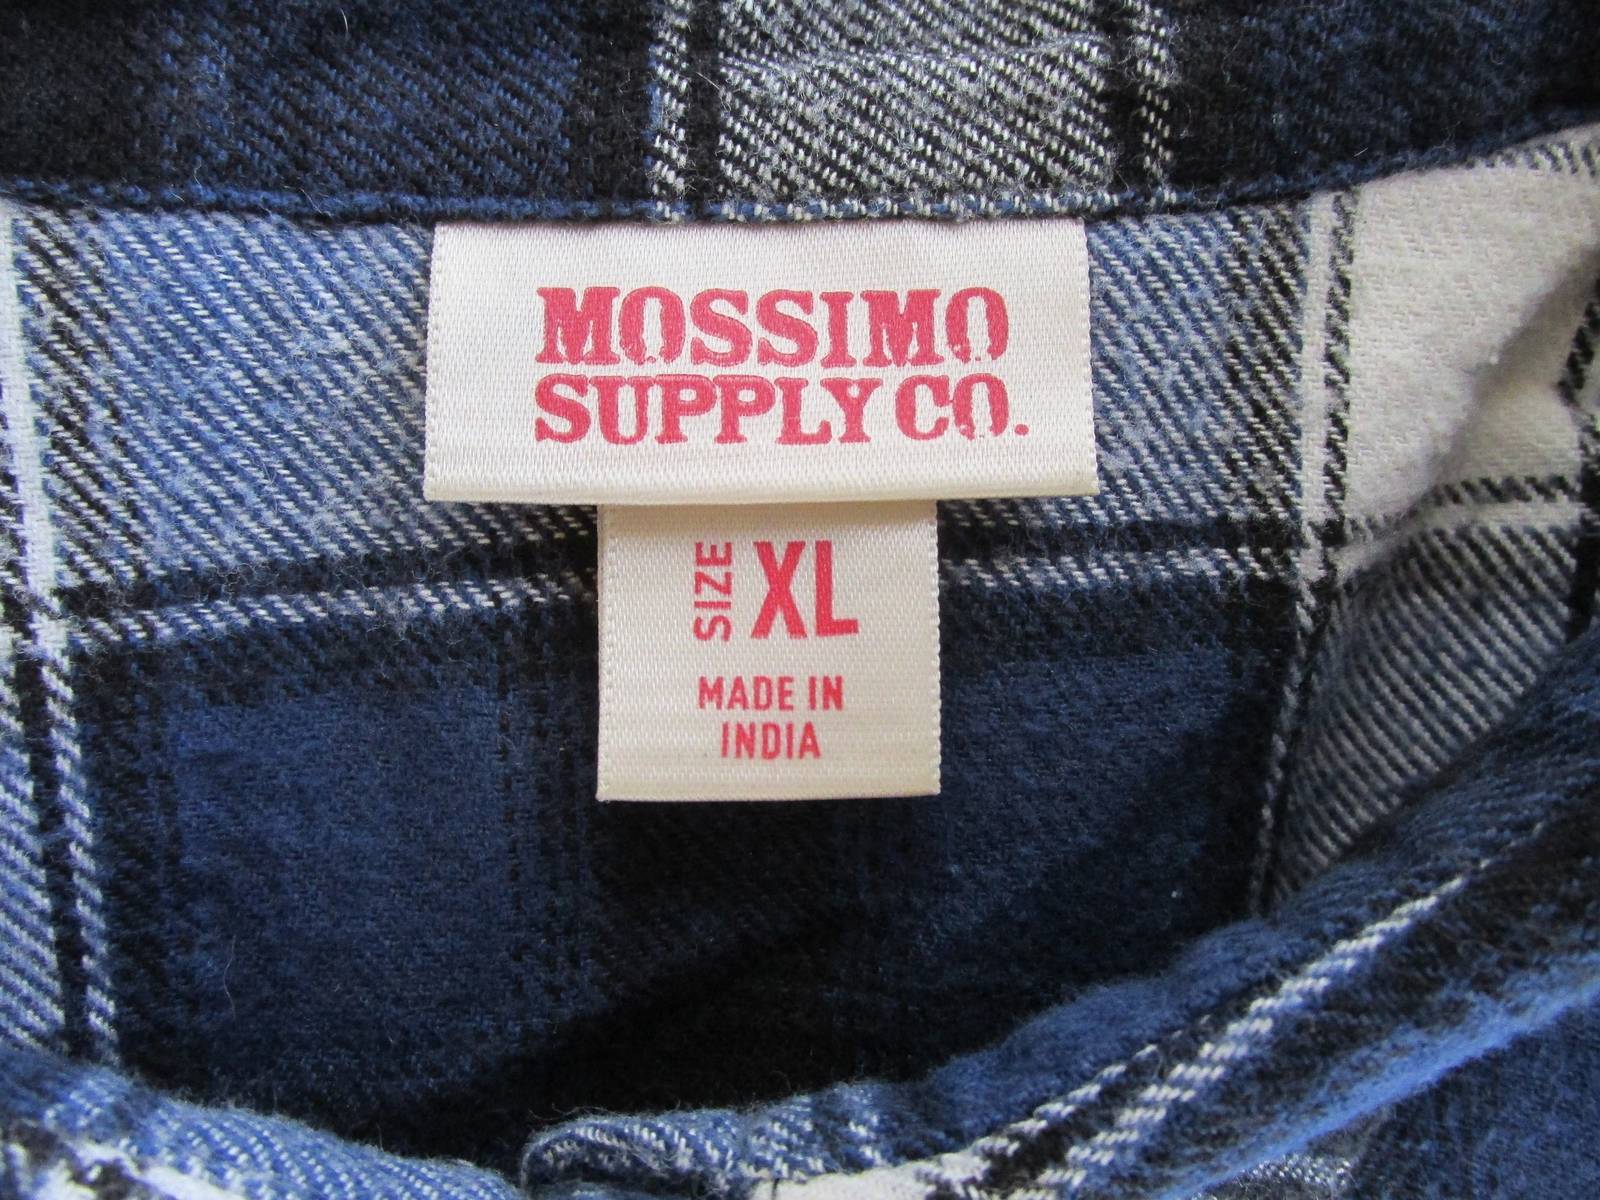 MOSSIMO
SUPPLY CO.
SIZE XL
MADE IN
INDIA